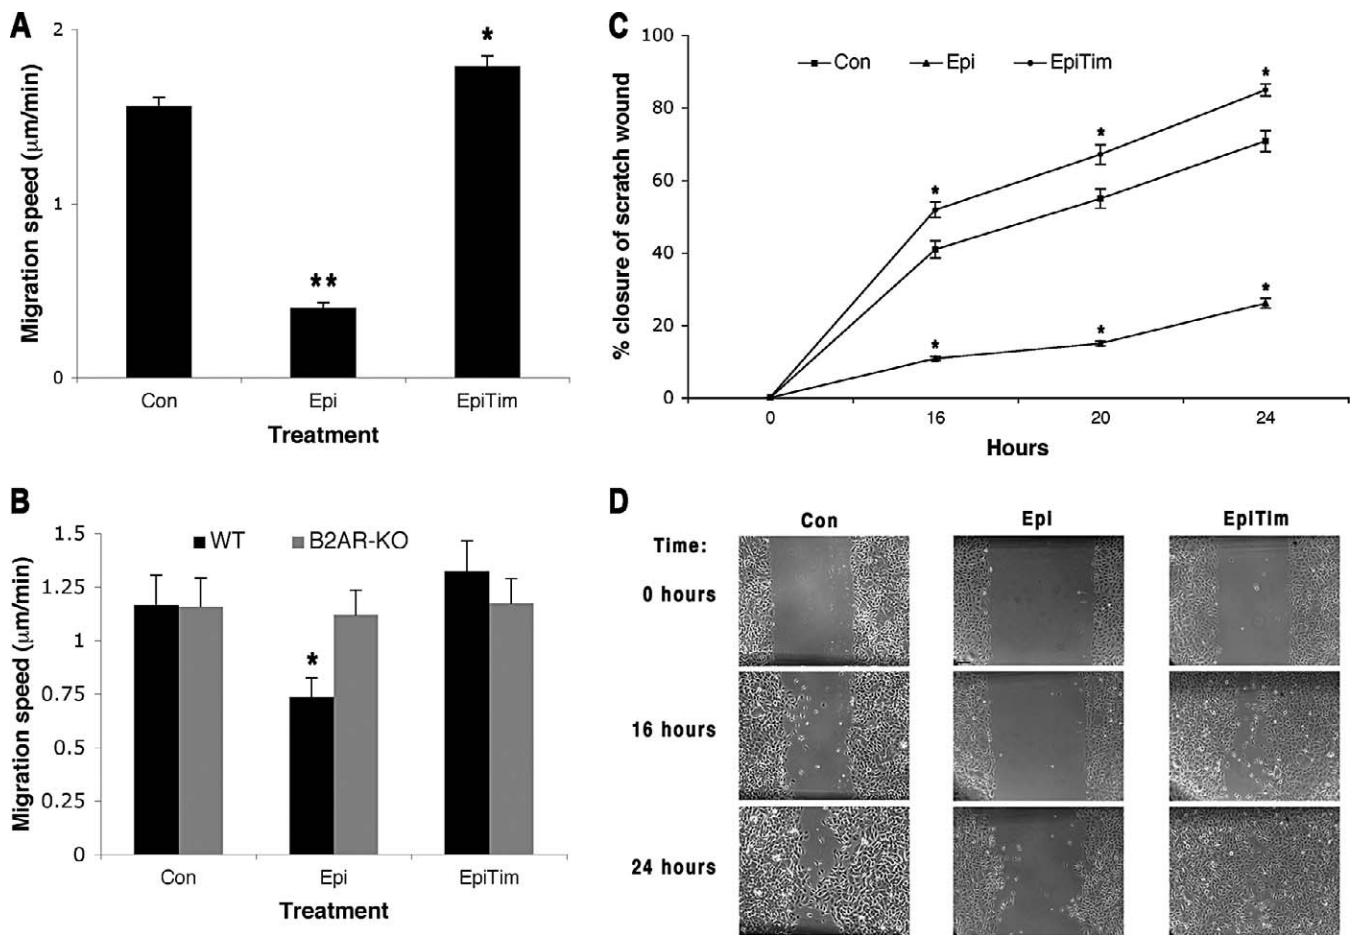 A
Migration speed (μm/min)
2
1
0
*
**
Con
Epi
EpiTim
Treatment
C
% closure of scratch wound
100
80
60
40
20
0
Con
Epi
EpiTim
*
*
*
*
*
*
0
16
20
24
Hours
B
Migration speed (μm/min)
1.5
1.25
1
0.75
0.5
0.25
0
WT
B2AR-KO
*
Con
Epi
EpiTim
Treatment
D
Con
Epi
EpiTim
Time:
0 hours
16 hours
24 hours